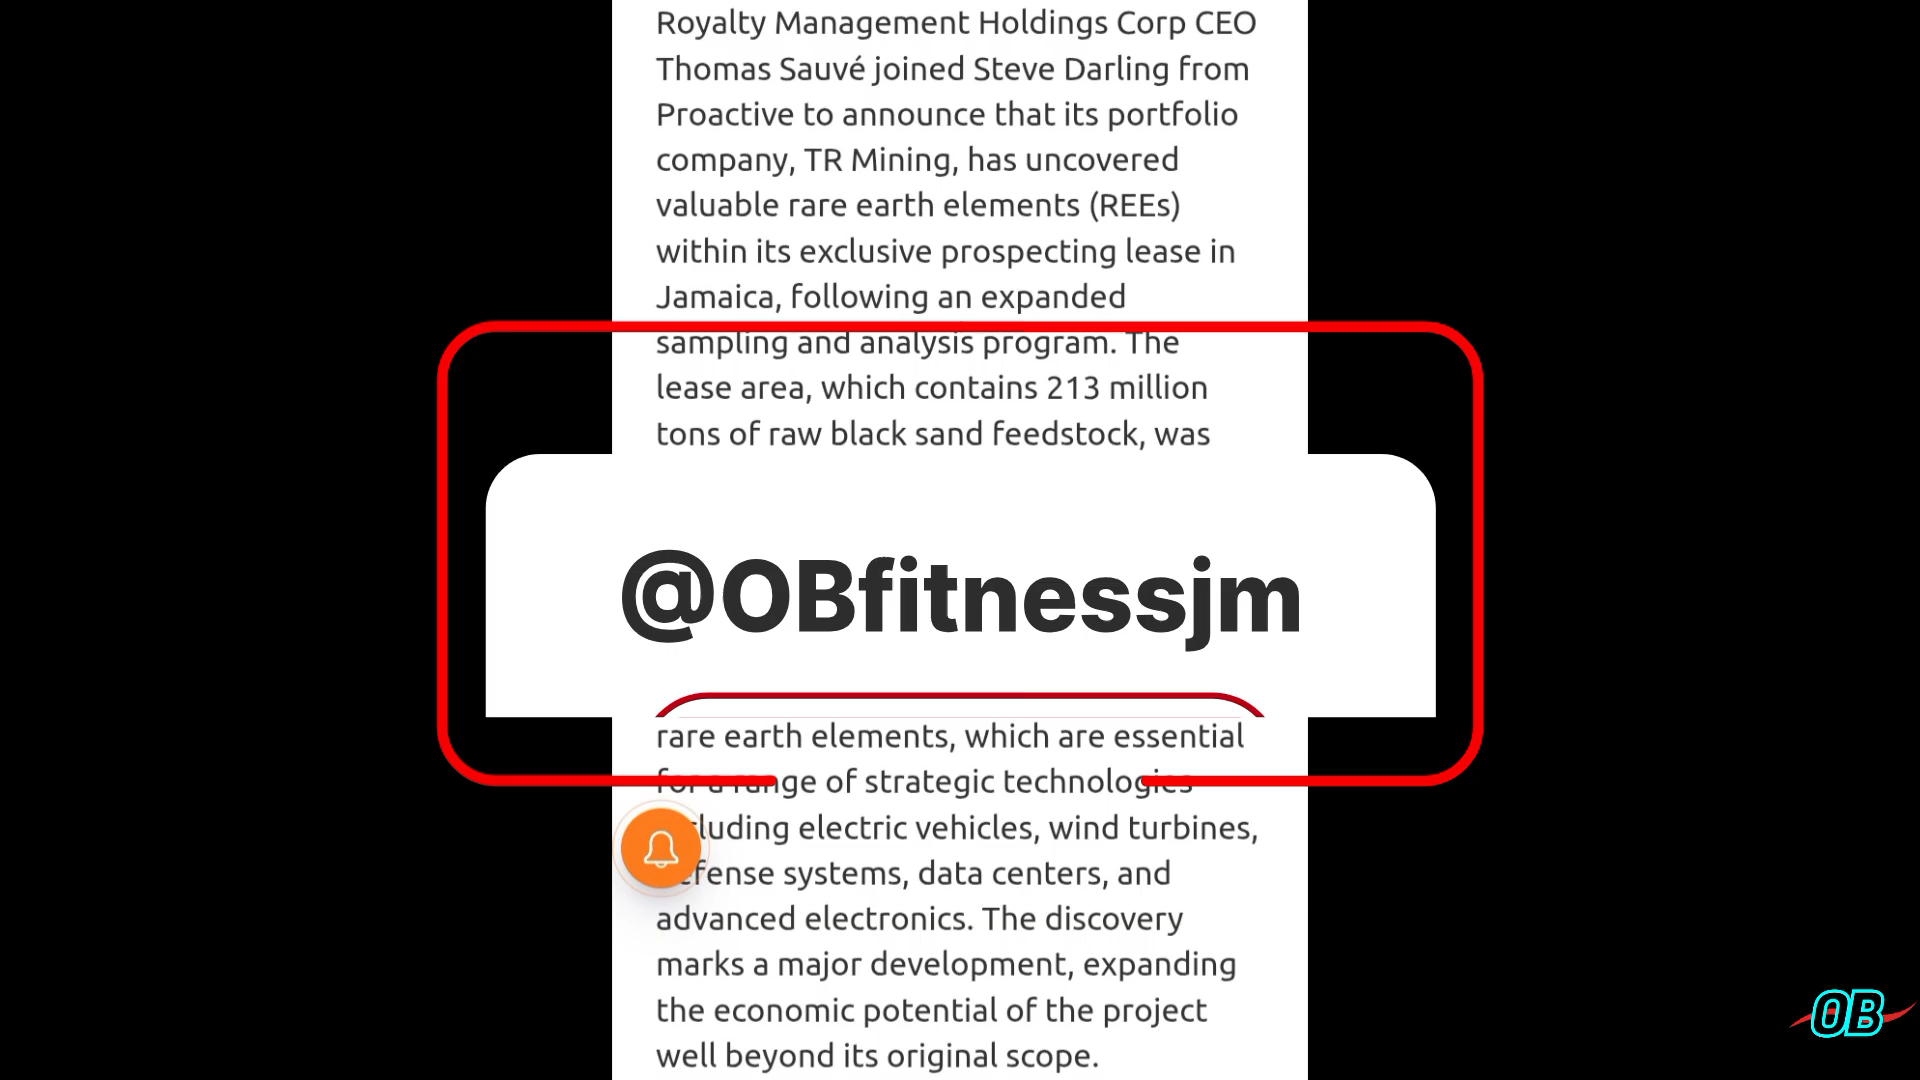 Royalty Management Holdings Corp CEO
Thomas Sauvé joined Steve Darling from
Proactive to announce that its portfolio
company, TR Mining, has uncovered
valuable rare earth elements (REEs)
within its exclusive prospecting lease in
Jamaica, following an expanded
sampling and analysis program. The
lease area, which contains 213 million
tons of raw black sand feedstock, was
@OBfitnessjm
rare earth elements, which are essential
for a range of strategic technologies
including electric vehicles, wind turbines,
defense systems, data centers, and
advanced electronics. The discovery
marks a major development, expanding
the economic potential of the project
well beyond its original scope.
OB